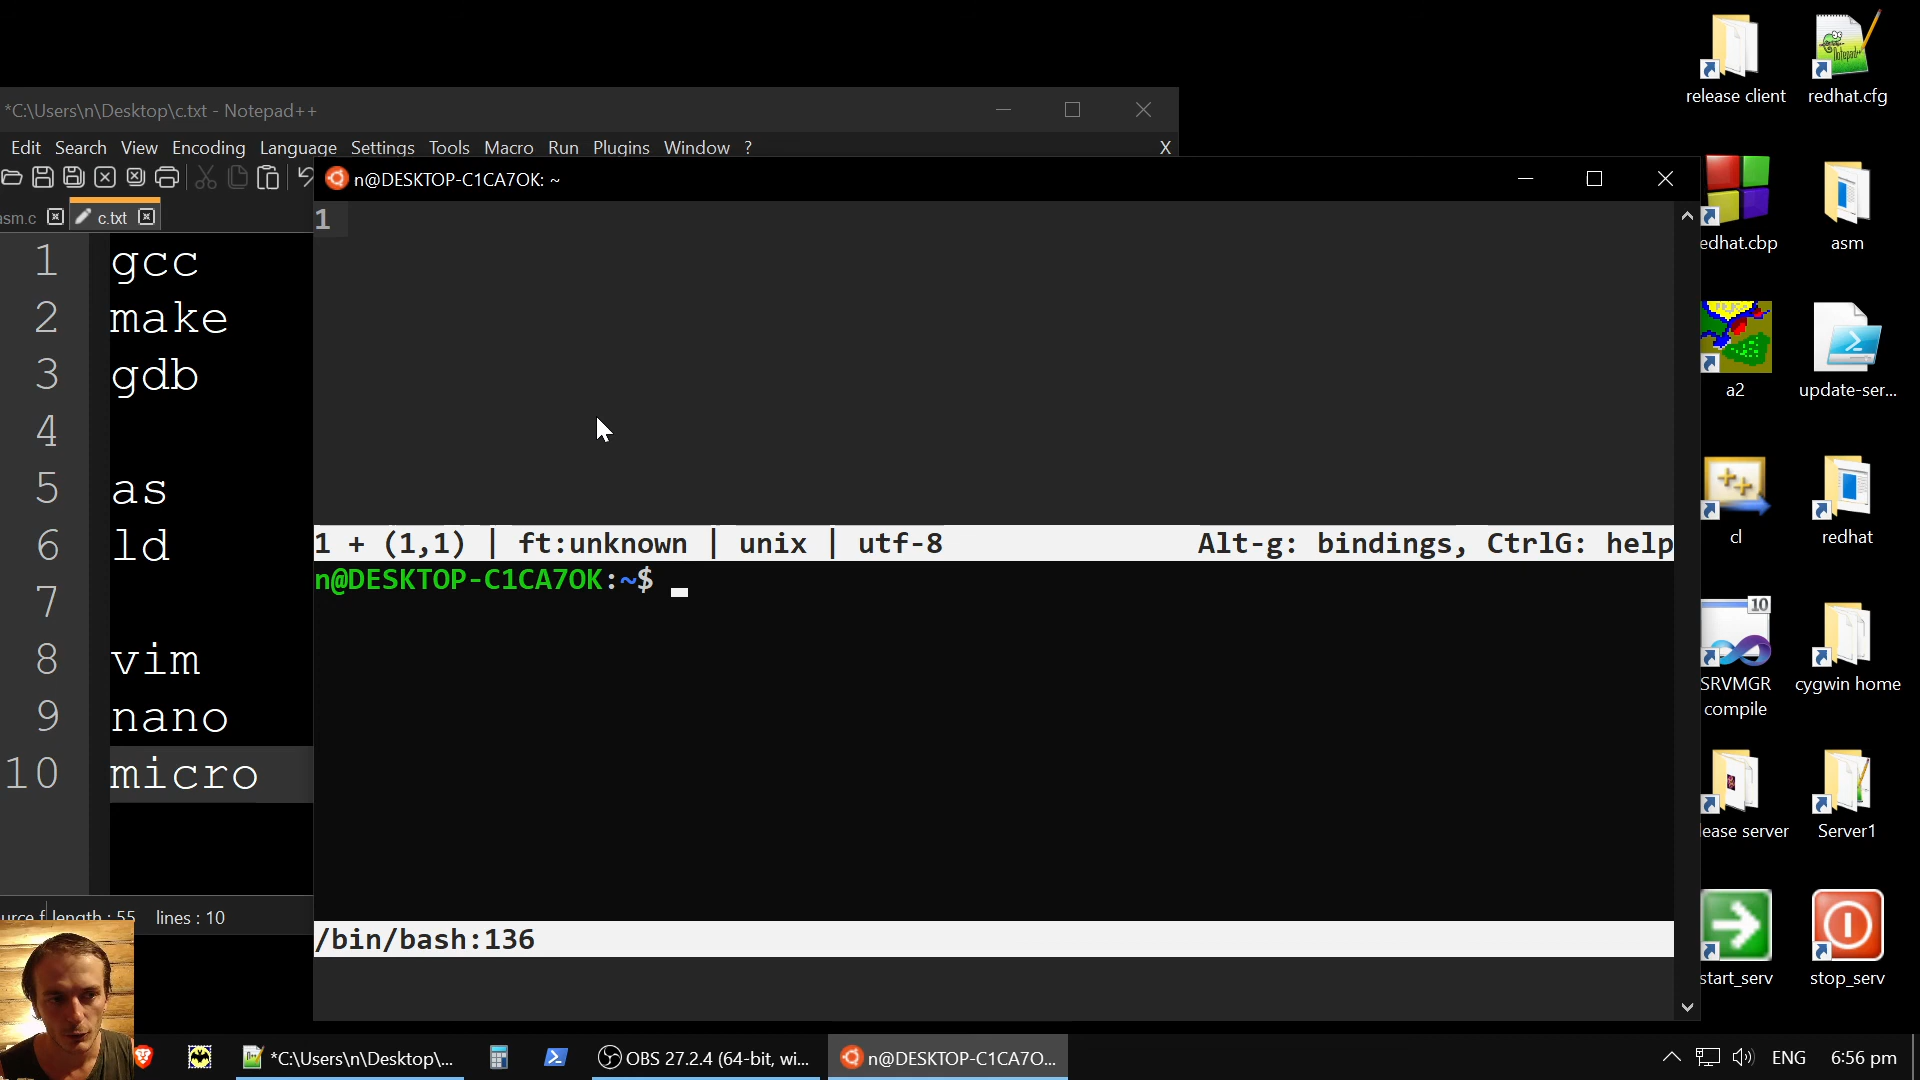 release client
redhat.cfg
*C:\Users\n\Desktop\c.txt - Notepad++
Edit Search View Encoding Language Settings Tools Macro Run Plugins Window ? X
n@DESKTOP-C1CA7OK: ~
asm.c c.txt
1 gcc
2 make
3 gdb
4
5 as
6 ld
7
8 vim
9 nano
10 micro
length : 55 lines : 10
1
1 + (1,1) | ft:unknown | unix | utf-8 Alt-g: bindings, CtrlG: help
n@DESKTOP-C1CA7OK:~$
/bin/bash:136
edhat.cbp
asm
a2
update-ser...
cl
redhat
10
SRVMGR
compile
cygwin home
ease server
Server1
start_serv
stop_serv
*C:\Users\n\Desktop\...
OBS 27.2.4 (64-bit, wi...
n@DESKTOP-C1CA7O...
ENG
6:56 pm